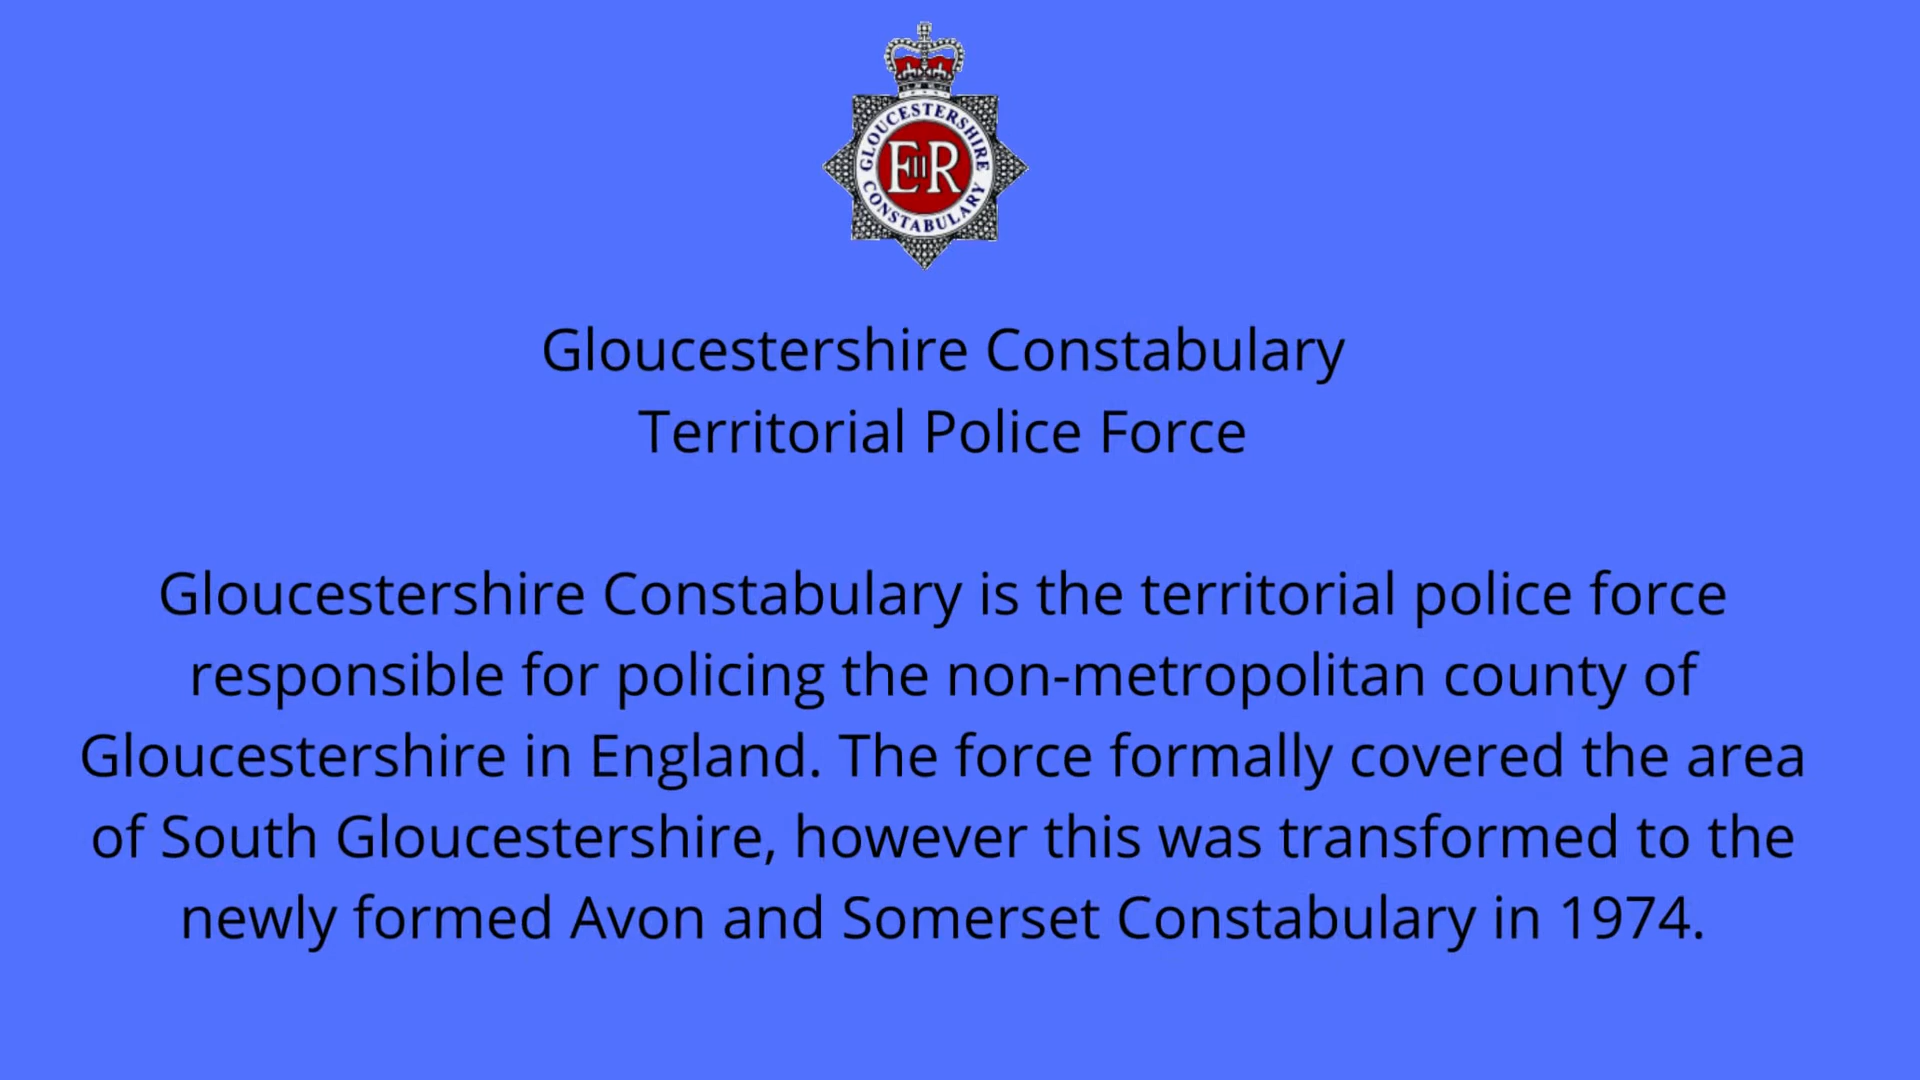 GLOUCESTERSHIRE
EIIR
CONSTABULARY
Gloucestershire Constabulary
Territorial Police Force
Gloucestershire Constabulary is the territorial police force
responsible for policing the non-metropolitan county of
Gloucestershire in England. The force formally covered the area
of South Gloucestershire, however this was transformed to the
newly formed Avon and Somerset Constabulary in 1974.